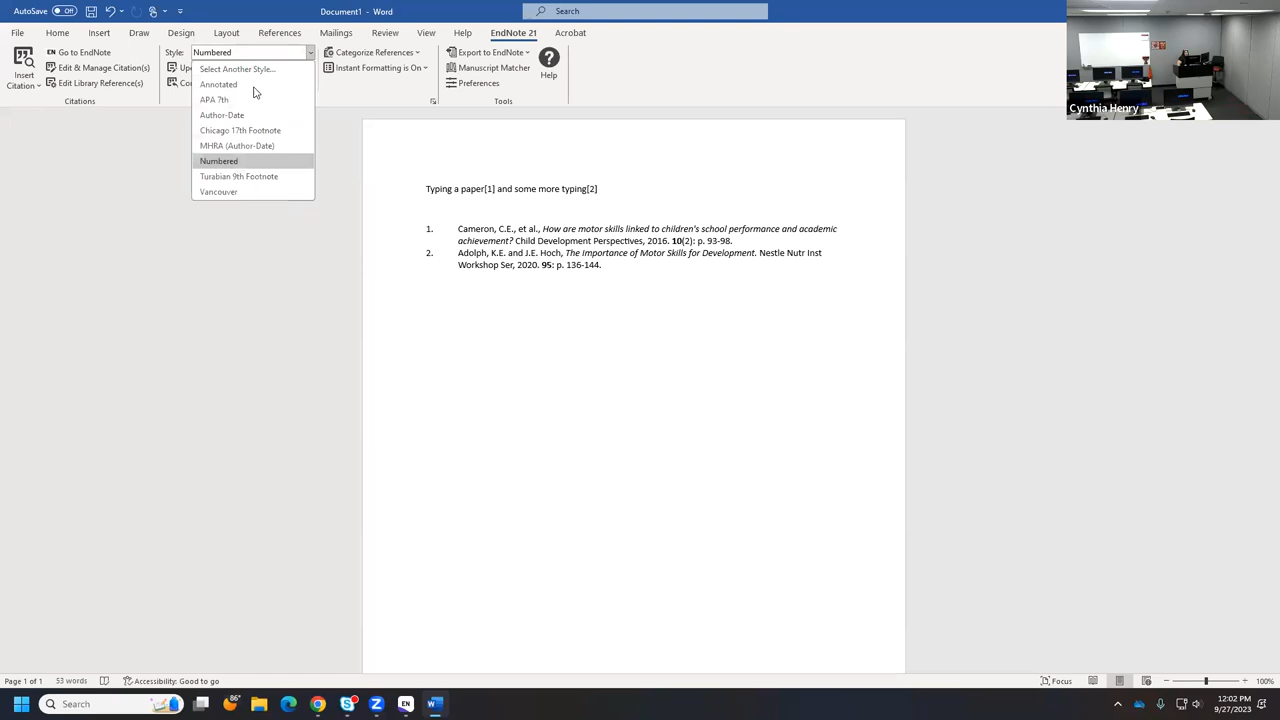 AutoSave Off
Document1 - Word
Search
File Home Insert Draw Design Layout References Mailings Review View Help EndNote 21 Acrobat
Insert
Citation
EN Go to EndNote
Edit & Manage Citation(s)
Edit Library Reference(s)
Citations
Style: Numbered
Select Another Style...
Annotated
APA 7th
Author-Date
Chicago 17th Footnote
MHRA (Author-Date)
Numbered
Turabian 9th Footnote
Vancouver
Categorize References
Instant Formatting is On
Export to EndNote
Manuscript Matcher
Preferences
Help
Tools
Cynthia Henry
Typing a paper[1] and some more typing[2]
1. Cameron, C.E., et al., How are motor skills linked to children's school performance and academic
achievement? Child Development Perspectives, 2016. 10(2): p. 93-98.
2. Adolph, K.E. and J.E. Hoch, The Importance of Motor Skills for Development. Nestle Nutr Inst
Workshop Ser, 2020. 95: p. 136-144.
Page 1 of 1 53 words Accessibility: Good to go Focus 100%
Search
86°
EN
12:02 PM
9/27/2023